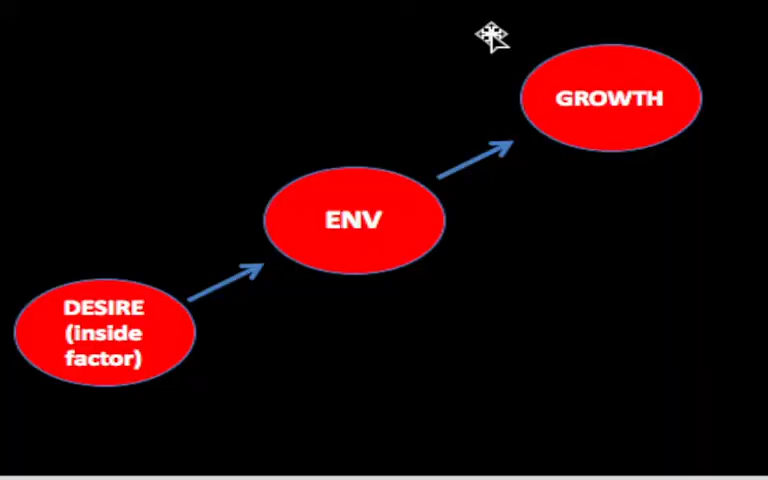 GROWTH
ENV
DESIRE
(inside
factor)